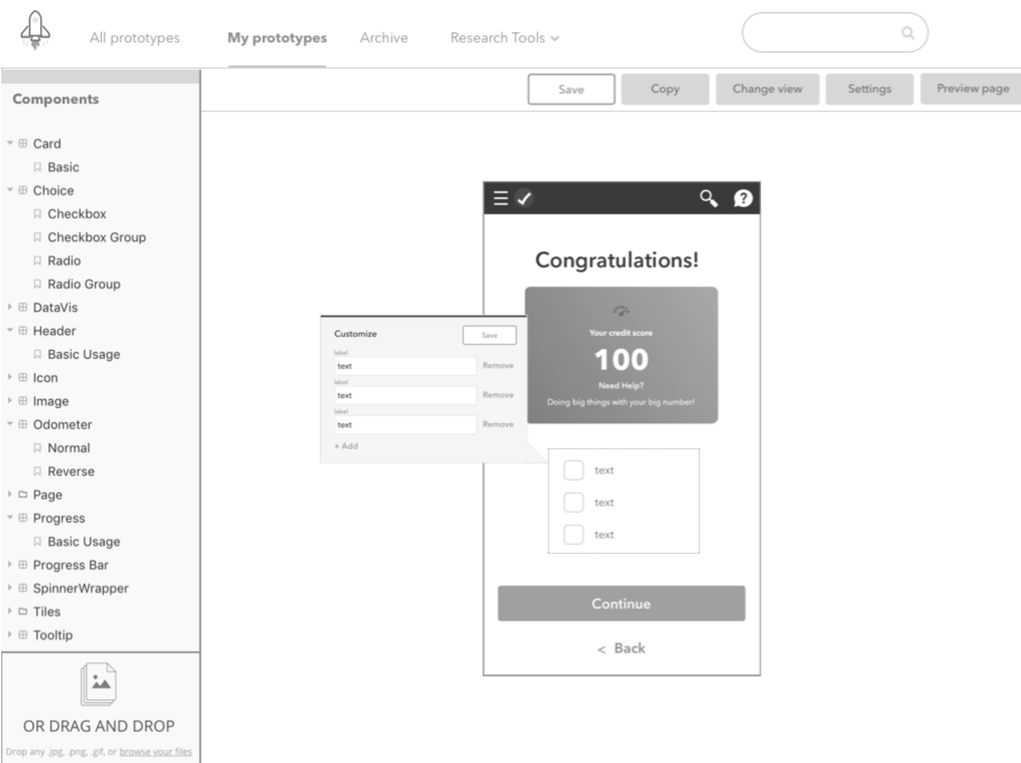 All prototypes My prototypes Archive Research Tools
Save Copy Change view Settings Preview page
Components
Card
Basic
Choice
Checkbox
Checkbox Group
Radio
Radio Group
DataVis
Header
Basic Usage
Icon
Image
Odometer
Normal
Reverse
Page
Progress
Basic Usage
Progress Bar
SpinnerWrapper
Tiles
Tooltip
OR DRAG AND DROP
Drop any .jpg, .png, .gif, or browse your files
Customize Save
label
text Remove
label
text Remove
label
text Remove
+ Add
?
Congratulations!
Your credit score
100
Need Help?
Doing big things with your big number!
text
text
text
Continue
< Back